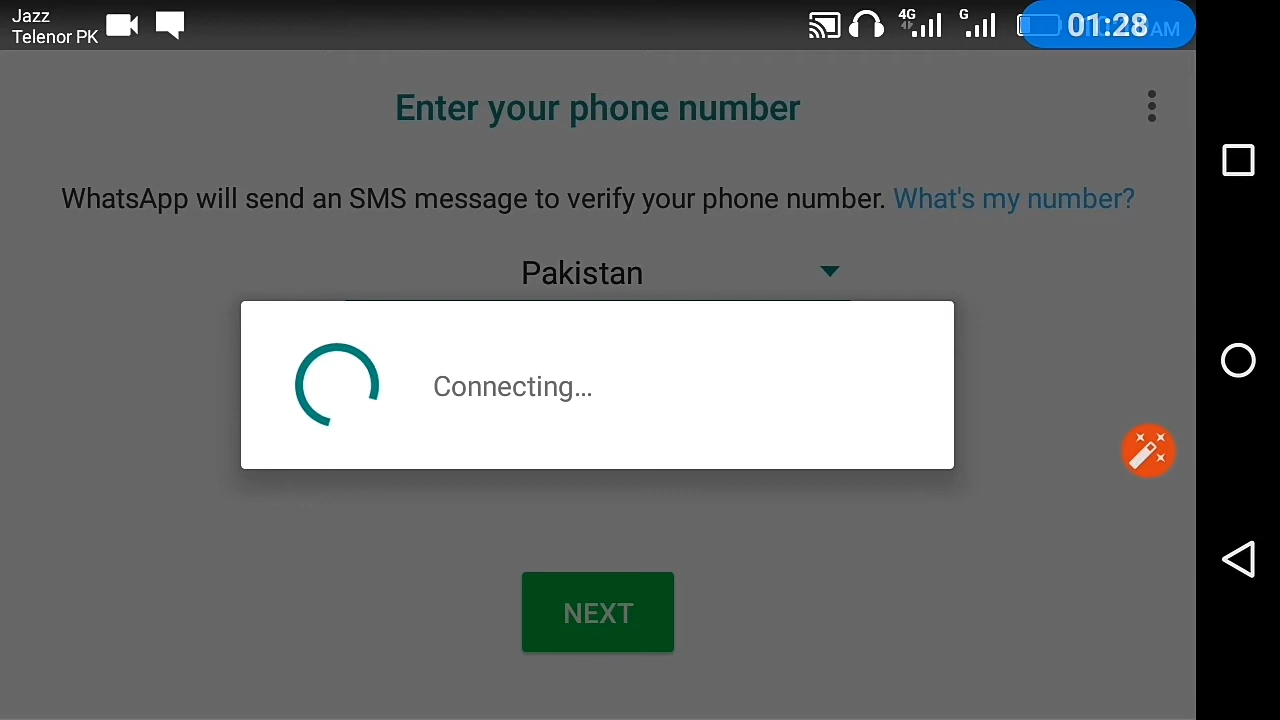 Jazz
Telenor PK
4G
G
01:28
AM
Enter your phone number
WhatsApp will send an SMS message to verify your phone number. What's my number?
Pakistan
Connecting...
NEXT